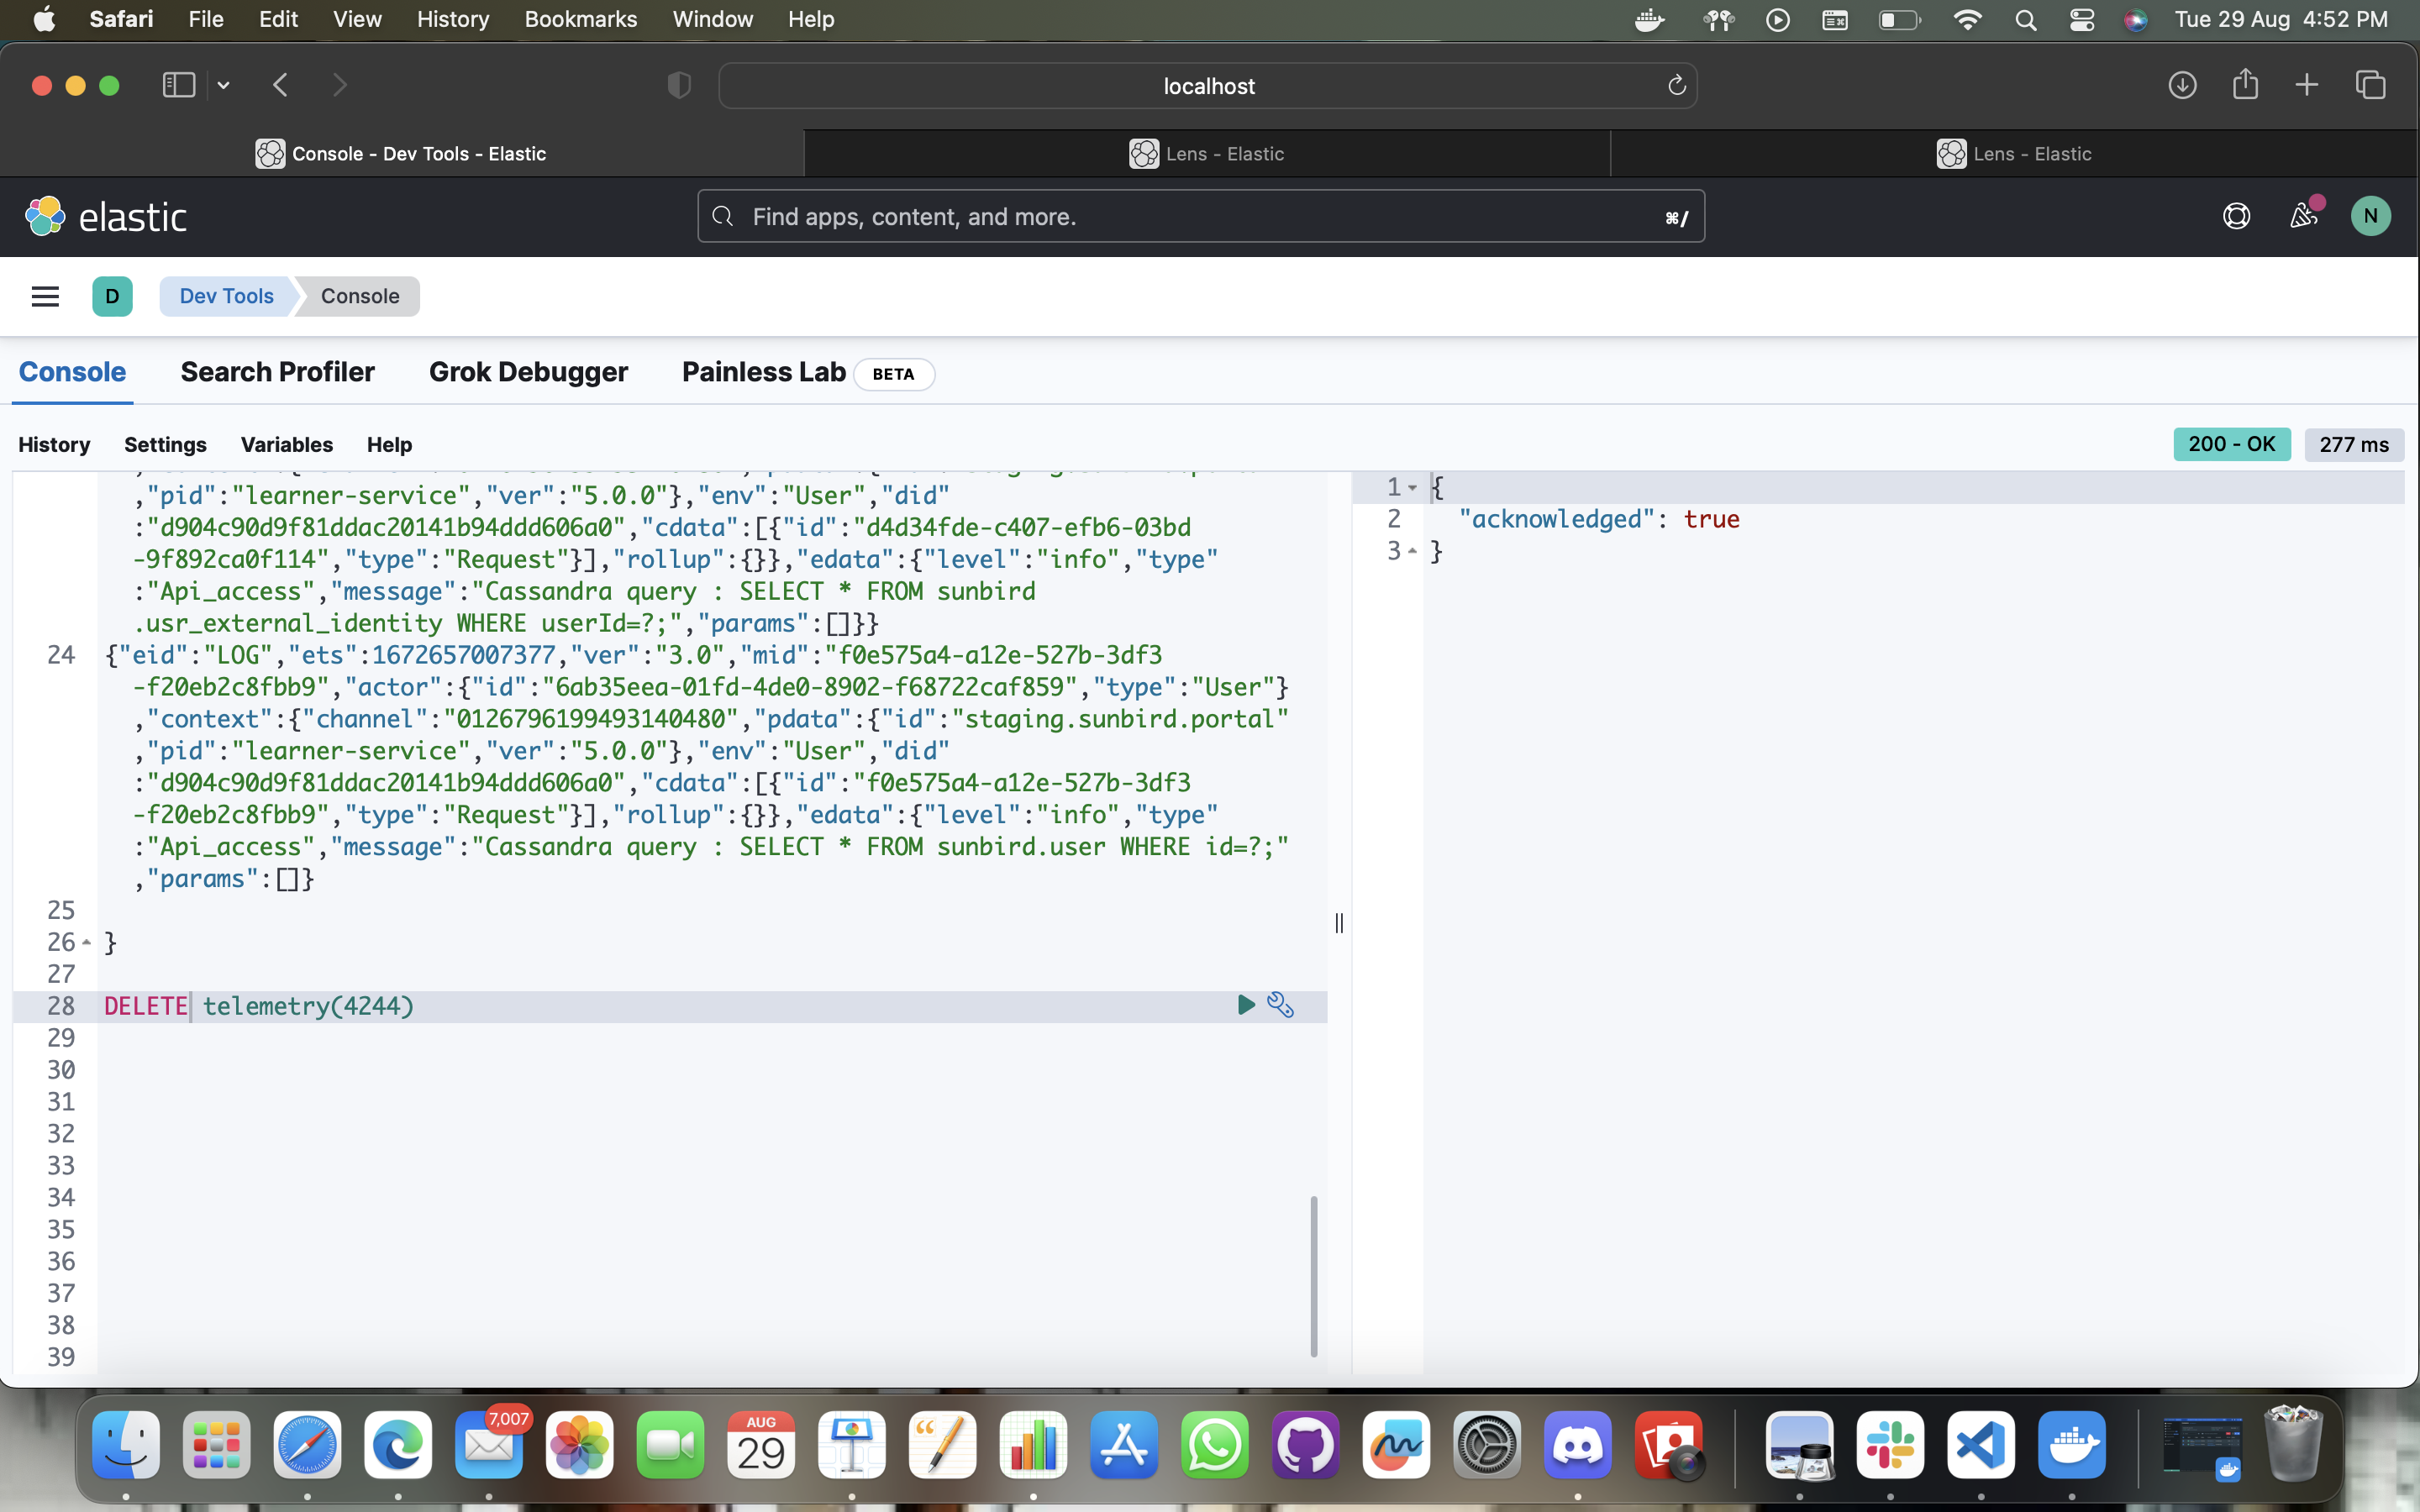 Safari File Edit View History Bookmarks Window Help Tue 29 Aug 4:52 PM
localhost
Console - Dev Tools - Elastic Lens - Elastic Lens - Elastic
elastic Find apps, content, and more. ⌘/ N
D Dev Tools Console
Console Search Profiler Grok Debugger Painless Lab BETA
History Settings Variables Help 200 - OK 277 ms
,"pid":"learner-service","ver":"5.0.0"},"env":"User","did"
:"d904c90d9f81ddac20141b94ddd606a0","cdata":[{"id":"d4d34fde-c407-efb6-03bd
-9f892ca0f114","type":"Request"}],"rollup":{}},"edata":{"level":"info","type"
:"Api_access","message":"Cassandra query : SELECT * FROM sunbird
.usr_external_identity WHERE userId=?;","params":[]}}
24 {"eid":"LOG","ets":1672657007377,"ver":"3.0","mid":"f0e575a4-a12e-527b-3df3
-f20eb2c8fbb9","actor":{"id":"6ab35eea-01fd-4de0-8902-f68722caf859","type":"User"}
,"context":{"channel":"0126796199493140480","pdata":{"id":"staging.sunbird.portal"
,"pid":"learner-service","ver":"5.0.0"},"env":"User","did"
:"d904c90d9f81ddac20141b94ddd606a0","cdata":[{"id":"f0e575a4-a12e-527b-3df3
-f20eb2c8fbb9","type":"Request"}],"rollup":{}},"edata":{"level":"info","type"
:"Api_access","message":"Cassandra query : SELECT * FROM sunbird.user WHERE id=?;"
,"params":[]}
25
26 }
27
28 DELETE telemetry(4244)
29
30
31
32
33
34
35
36
37
38
39
1 {
2 "acknowledged": true
3 }
7,007
AUG
29